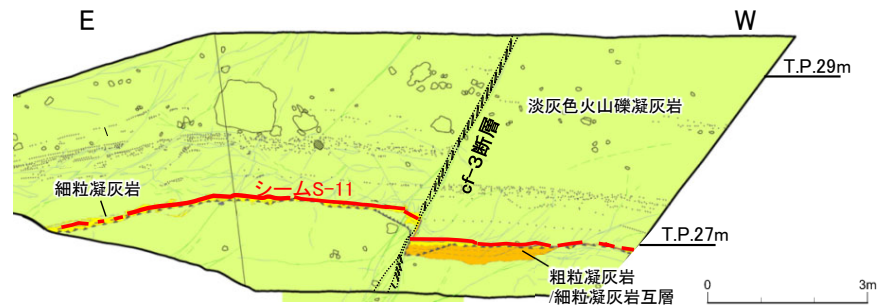 E
W
T.P.29m
淡灰色火山礫凝灰岩
cf-3断層
シームS-11
細粒凝灰岩
T.P.27m
粗粒凝灰岩
/細粒凝灰岩互層
0
3m